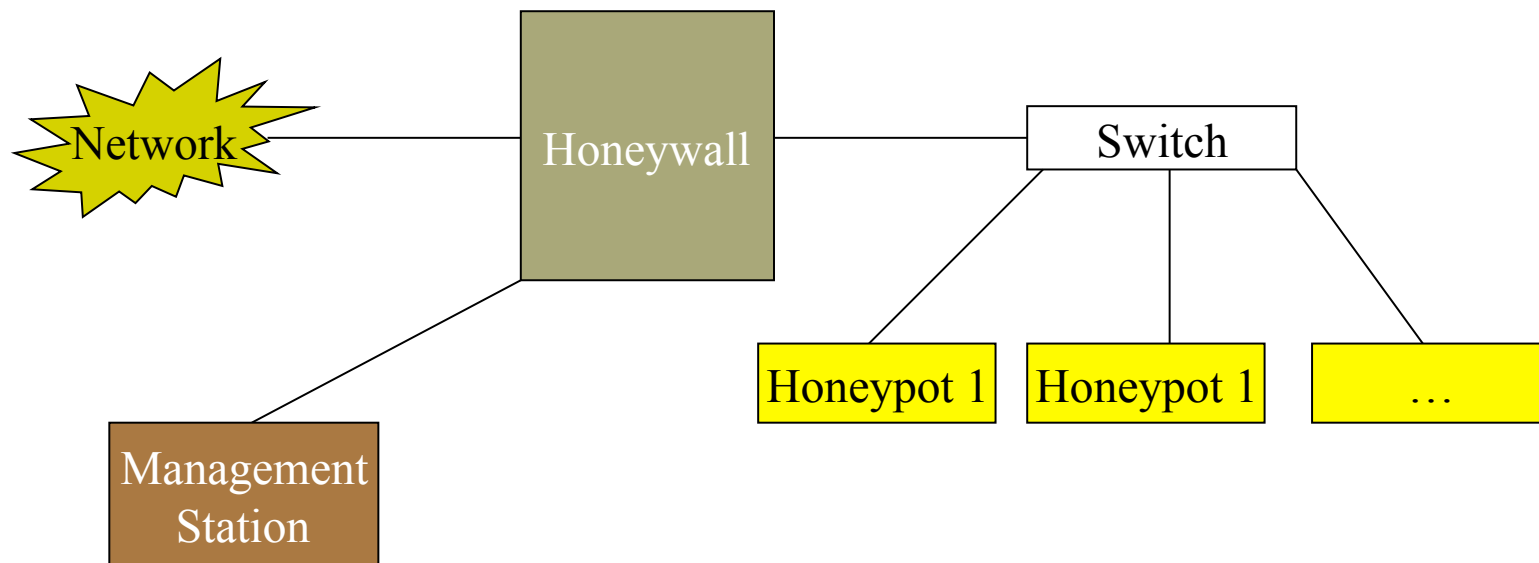 Network
Honeywall
Switch
Honeypot 1
Honeypot 1
…
Management
Station